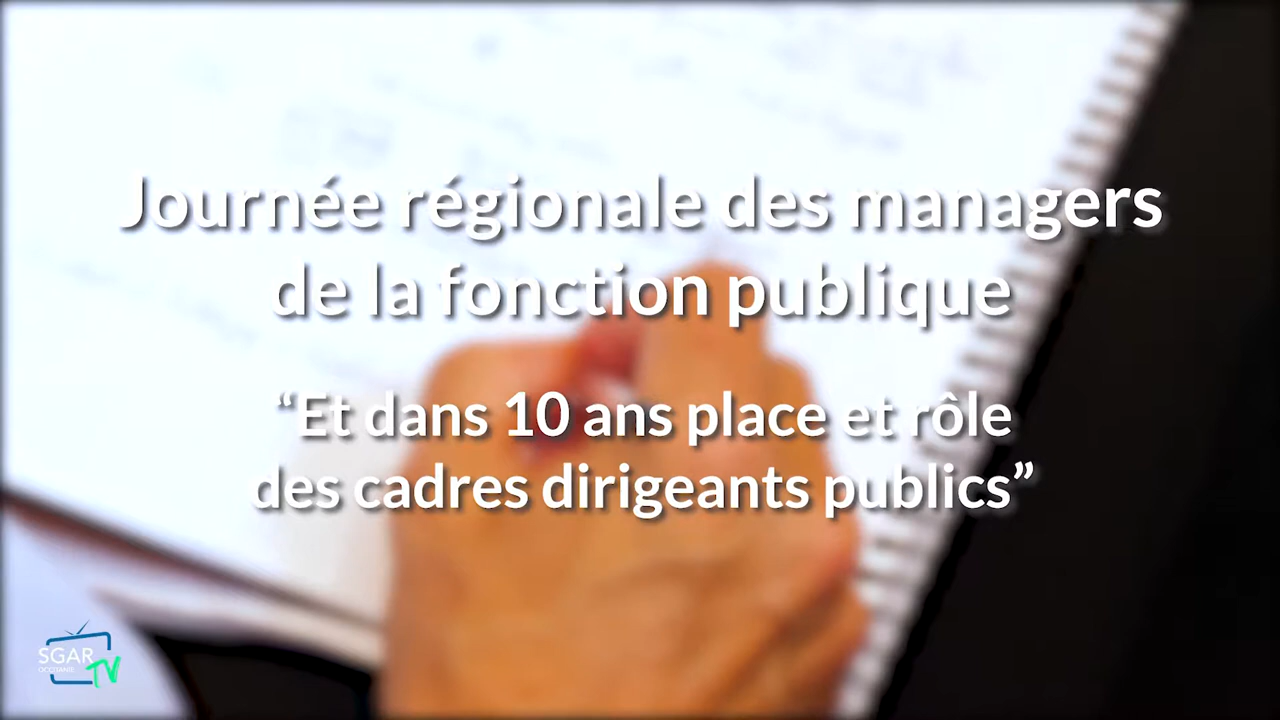 Journée régionale des managers
de la fonction publique
“Et dans 10 ans place et rôle
des cadres dirigeants publics”
SGAR
OCCITANIE
TV